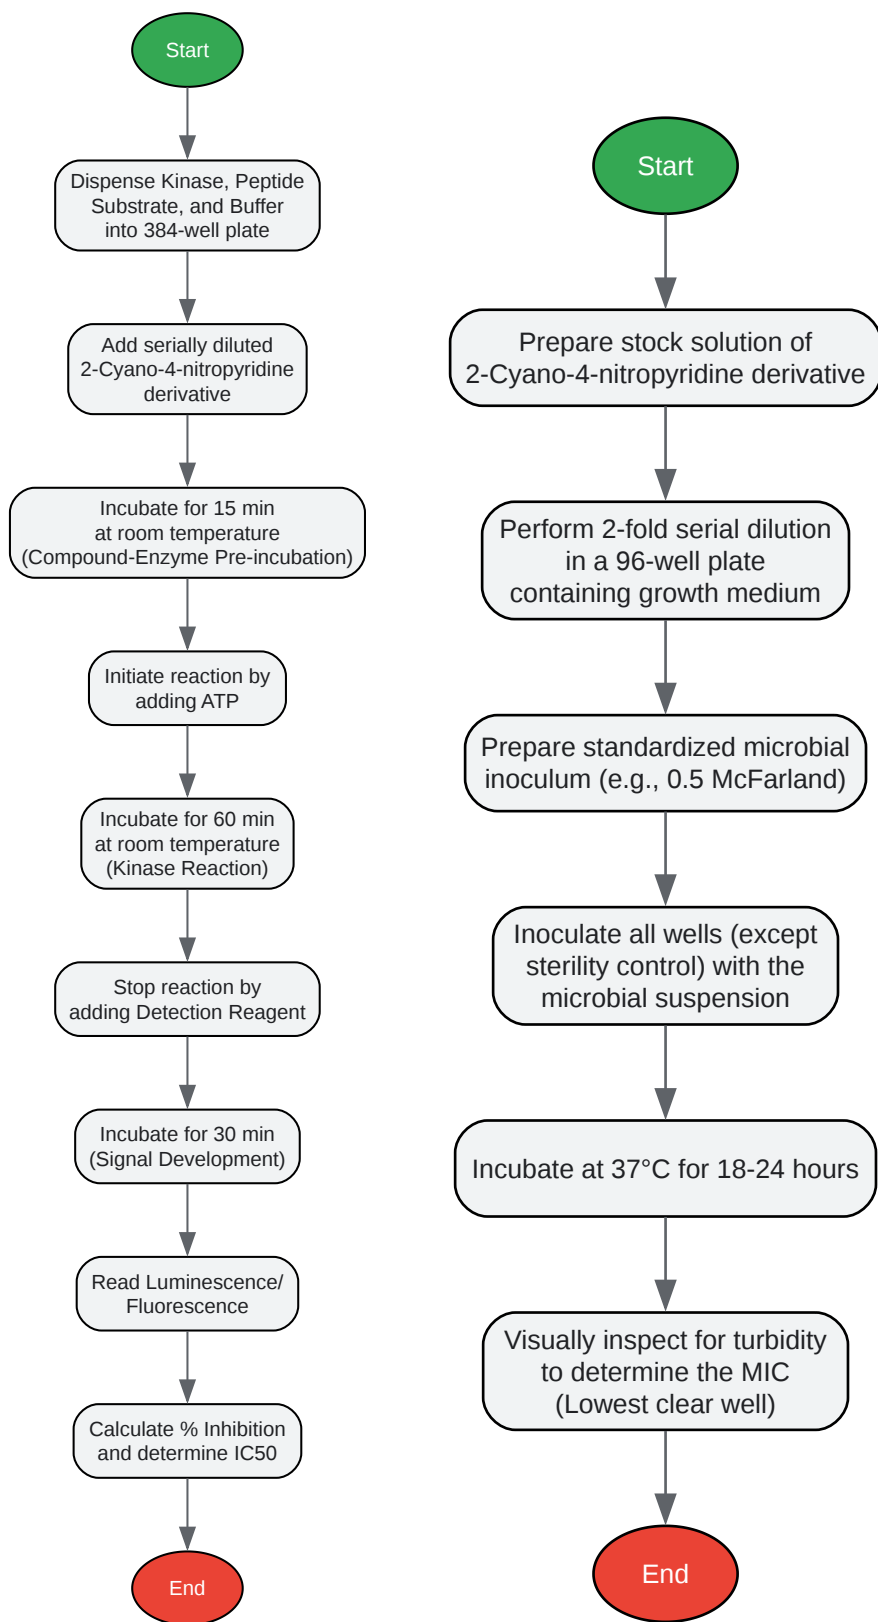 Start
Dispense Kinase, Peptide
Substrate, and Buffer
into 384-well plate
Add serially diluted
2-Cyano-4-nitropyridine
derivative
Incubate for 15 min
at room temperature
(Compound-Enzyme Pre-incubation)
Initiate reaction by
adding ATP
Incubate for 60 min
at room temperature
(Kinase Reaction)
Stop reaction by
adding Detection Reagent
Incubate for 30 min
(Signal Development)
Read Luminescence/
Fluorescence
Calculate % Inhibition
and determine IC50
End
Start
Prepare stock solution of
2-Cyano-4-nitropyridine derivative
Perform 2-fold serial dilution
in a 96-well plate
containing growth medium
Prepare standardized microbial
inoculum (e.g., 0.5 McFarland)
Inoculate all wells (except
sterility control) with the
microbial suspension
Incubate at 37°C for 18-24 hours
Visually inspect for turbidity
to determine the MIC
(Lowest clear well)
End